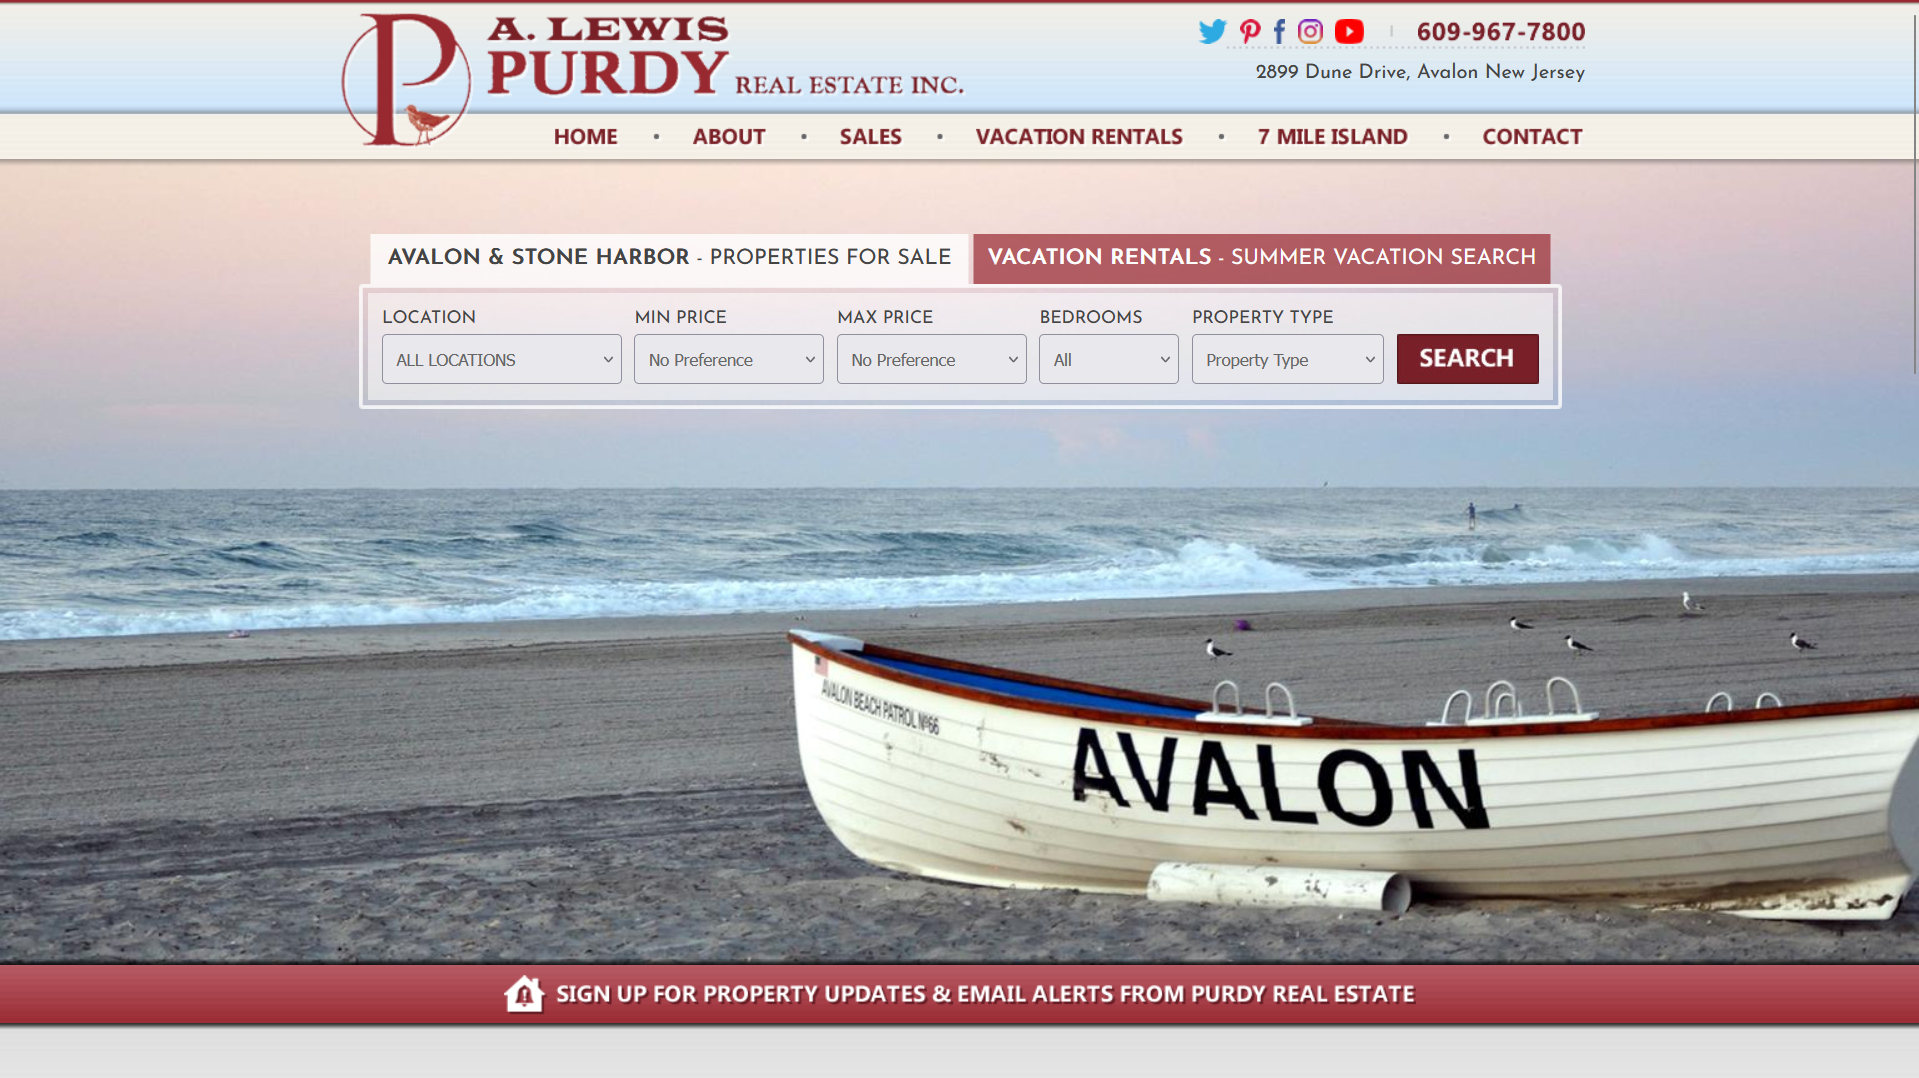 A. LEWIS
PURDY REAL ESTATE INC.
609-967-7800
2899 Dune Drive, Avalon New Jersey
HOME • ABOUT • SALES • VACATION RENTALS • 7 MILE ISLAND • CONTACT
AVALON & STONE HARBOR - PROPERTIES FOR SALE
VACATION RENTALS - SUMMER VACATION SEARCH
LOCATION MIN PRICE MAX PRICE BEDROOMS PROPERTY TYPE
ALL LOCATIONS No Preference No Preference All Property Type SEARCH
AVALON BEACH PATROL Nº66
AVALON
SIGN UP FOR PROPERTY UPDATES & EMAIL ALERTS FROM PURDY REAL ESTATE